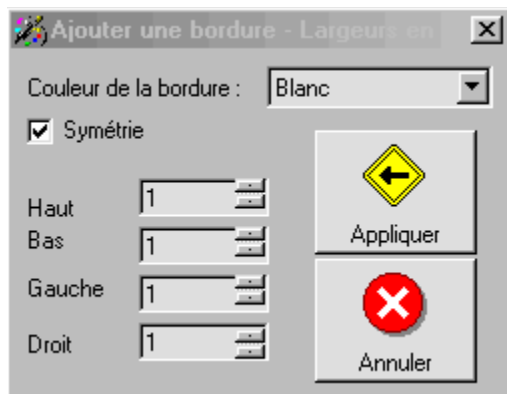 Ajouter une bordure - Largeurs en
Couleur de la bordure : Blanc
Symétrie
Haut 1
Bas 1
Gauche 1
Droit 1
Appliquer
Annuler